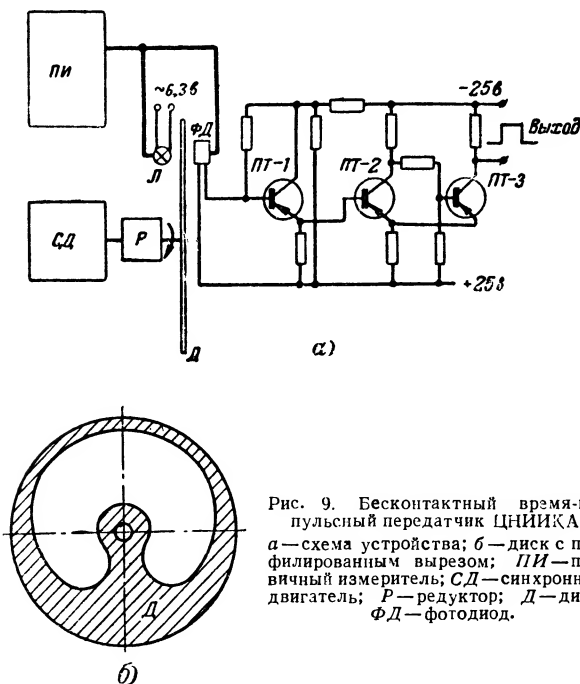 ПИ
~6,3в
ФД
Л
-25в
Выход
ПТ-1
ПТ-2
ПТ-3
СД
Р
+25в
Д
а)
Д
б)
Рис. 9. Бесконтактный время-
пульсный передатчик ЦНИИКА
а—схема устройства; б—диск с п
филированным вырезом; ПИ—п
вичный измеритель; СД—синхронн
двигатель; Р—редуктор; Д—ди
ФД—фотодиод.